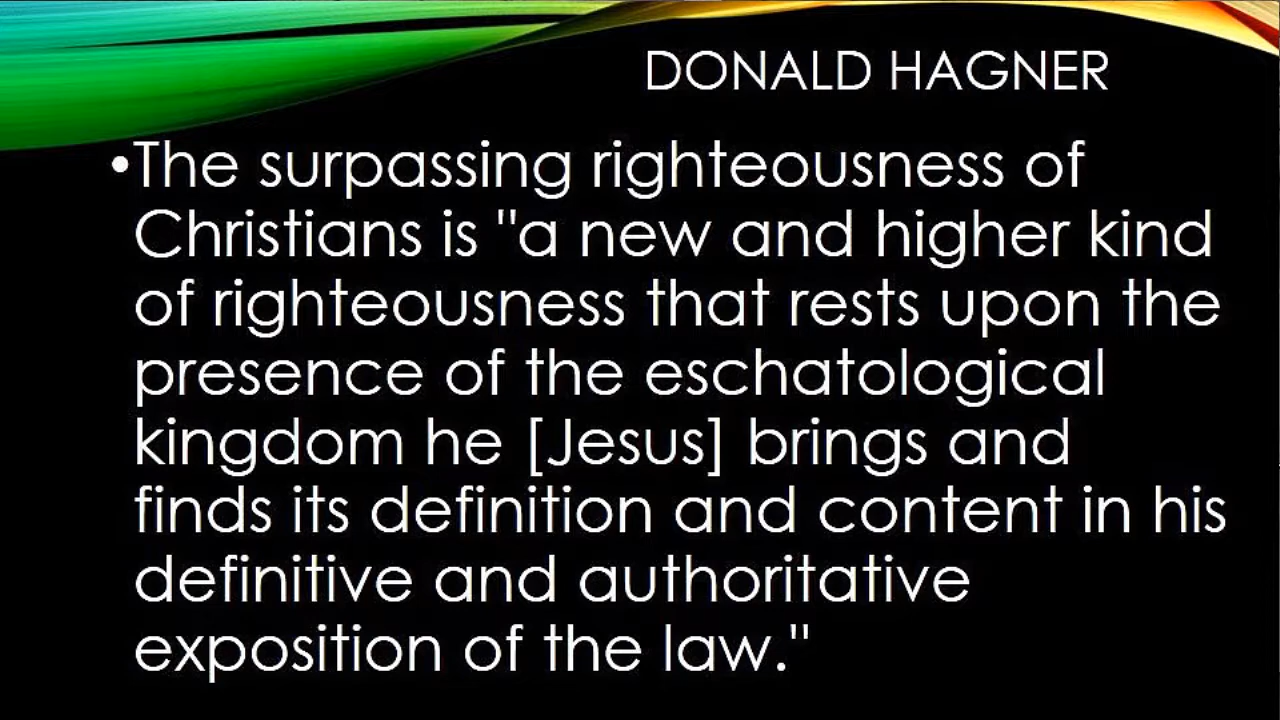 DONALD HAGNER
•The surpassing righteousness of
Christians is "a new and higher kind
of righteousness that rests upon the
presence of the eschatological
kingdom he [Jesus] brings and
finds its definition and content in his
definitive and authoritative
exposition of the law."